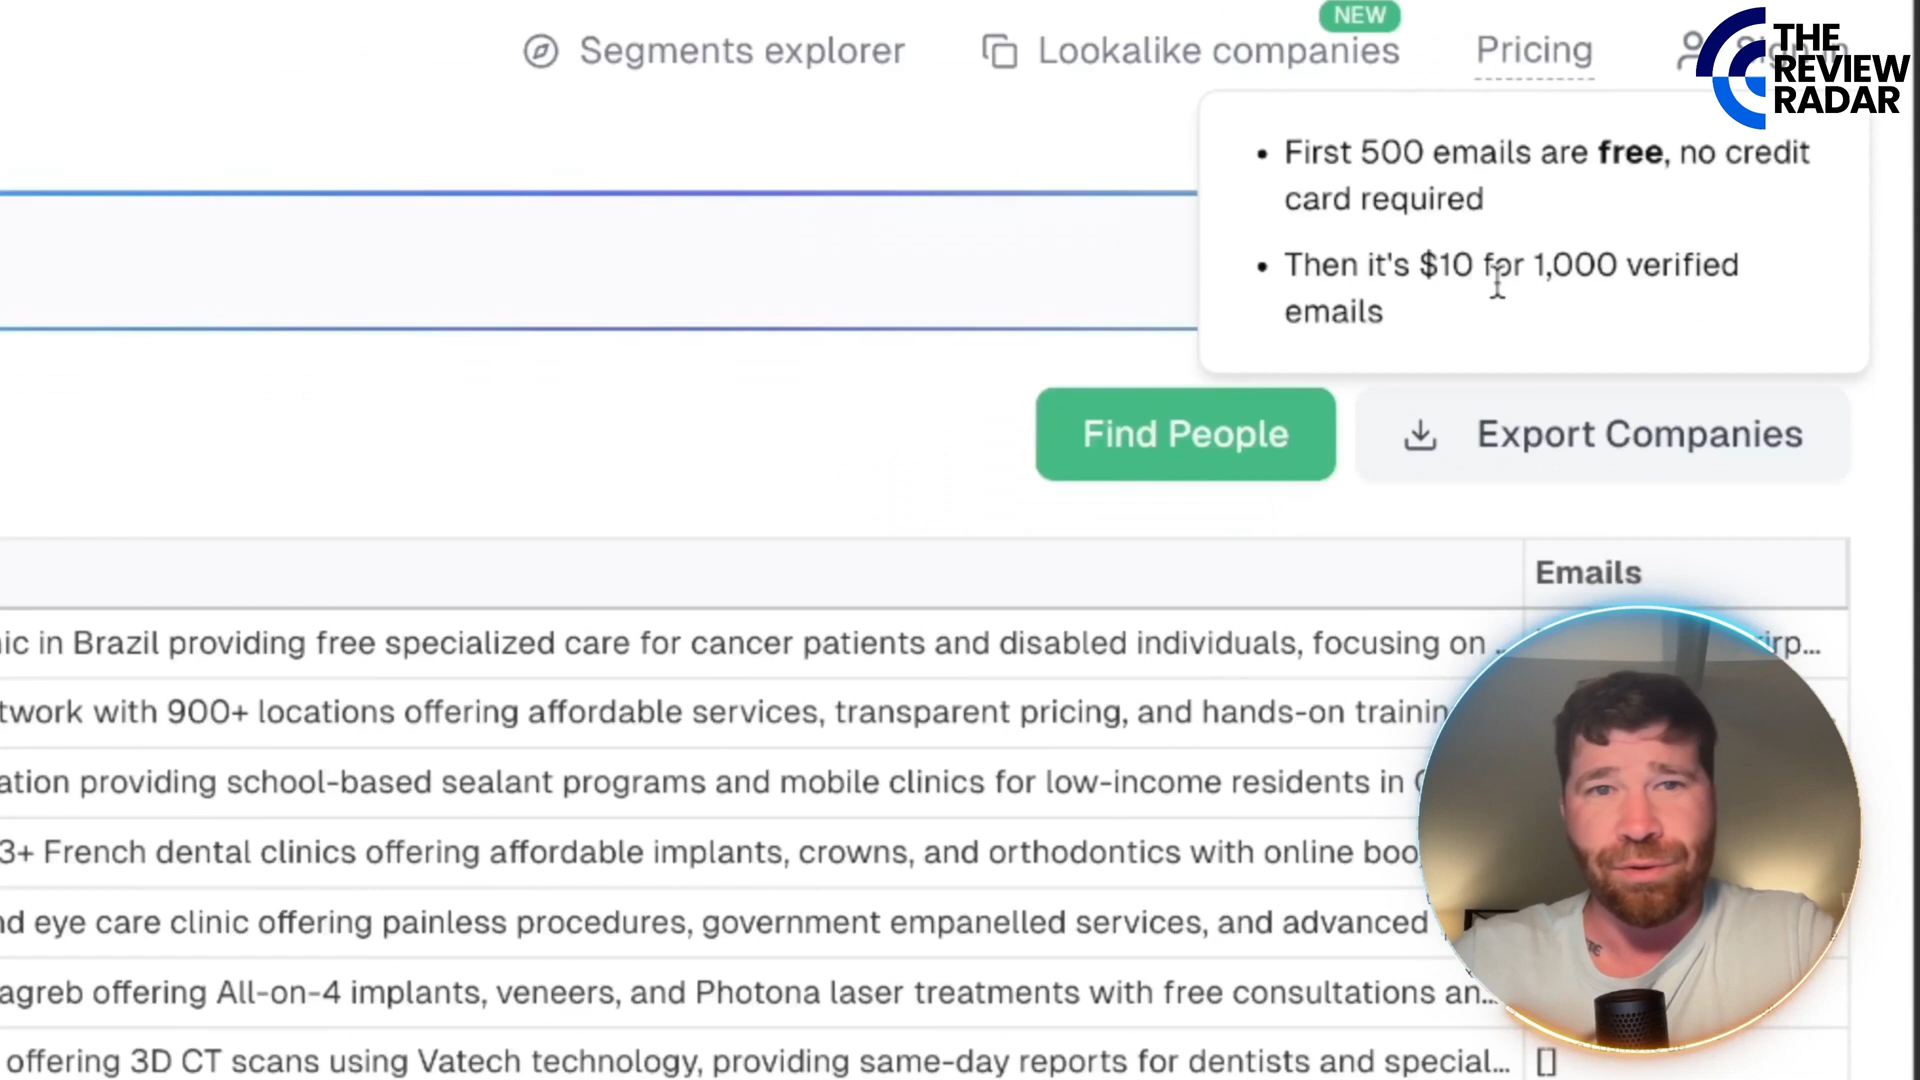 NEW
Segments explorer
Lookalike companies
Pricing
THE
REVIEW
RADAR
• First 500 emails are free, no credit
card required
• Then it's $10 for 1,000 verified
emails
Find People
Export Companies
Emails
in Brazil providing free specialized care for cancer patients and disabled individuals, focusing on ...
with 900+ locations offering affordable services, transparent pricing, and hands-on
providing school-based sealant programs and mobile clinics for low-income residents in
3+ French dental clinics offering affordable implants, crowns, and orthodontics with online
eye care clinic offering painless procedures, government empanelled services, and advanced
agreb offering All-on-4 implants, veneers, and Photona laser treatments with free consultations an...
offering 3D CT scans using Vatech technology, providing same-day reports for dentists and special...
[]